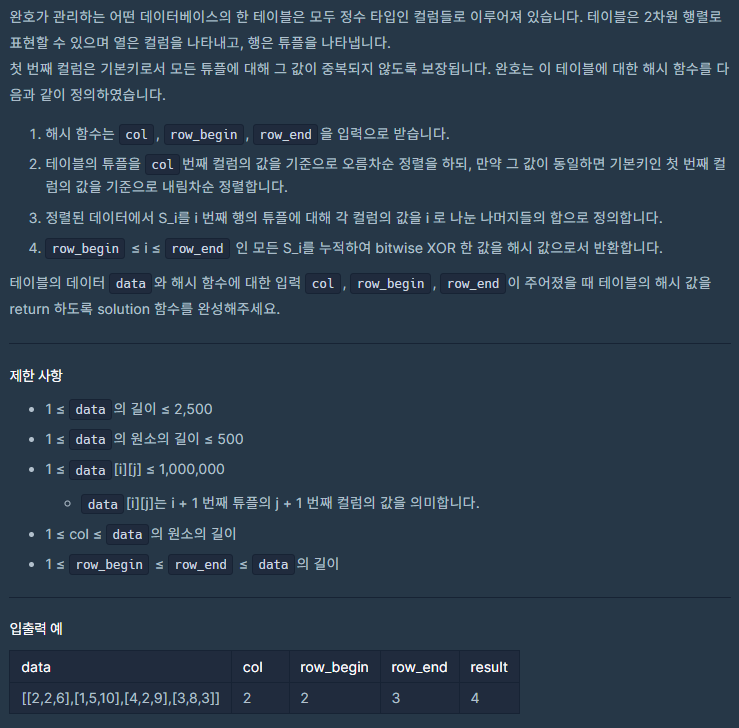 완호가 관리하는 어떤 데이터베이스의 한 테이블은 모두 정수 타입인 컬럼들로 이루어져 있습니다. 테이블은 2차원 행렬로
표현할 수 있으며 열은 컬럼을 나타내고, 행은 튜플을 나타냅니다.
첫 번째 컬럼은 기본키로서 모든 튜플에 대해 그 값이 중복되지 않도록 보장됩니다. 완호는 이 테이블에 대한 해시 함수를 다
음과 같이 정의하였습니다.
1. 해시 함수는 col, row_begin, row_end 을 입력으로 받습니다.
2. 테이블의 튜플을 col 번째 컬럼의 값을 기준으로 오름차순 정렬을 하되, 만약 그 값이 동일하면 기본키인 첫 번째 컬
럼의 값을 기준으로 내림차순 정렬합니다.
3. 정렬된 데이터에서 S_i를 i 번째 행의 튜플에 대해 각 컬럼의 값을 i 로 나눈 나머지들의 합으로 정의합니다.
4. row_begin ≤ i ≤ row_end 인 모든 S_i를 누적하여 bitwise XOR 한 값을 해시 값으로서 반환합니다.
테이블의 데이터 data 와 해시 함수에 대한 입력 col, row_begin, row_end 이 주어졌을 때 테이블의 해시 값을
return 하도록 solution 함수를 완성해주세요.
제한 사항
• 1 ≤ data 의 길이 ≤ 2,500
• 1 ≤ data 의 원소의 길이 ≤ 500
• 1 ≤ data [i][j] ≤ 1,000,000
◦ data [i][j]는 i + 1 번째 튜플의 j + 1 번째 컬럼의 값을 의미합니다.
• 1 ≤ col ≤ data 의 원소의 길이
• 1 ≤ row_begin ≤ row_end ≤ data 의 길이
입출력 예
data col row_begin row_end result
[[2,2,6],[1,5,10],[4,2,9],[3,8,3]] 2 2 3 4